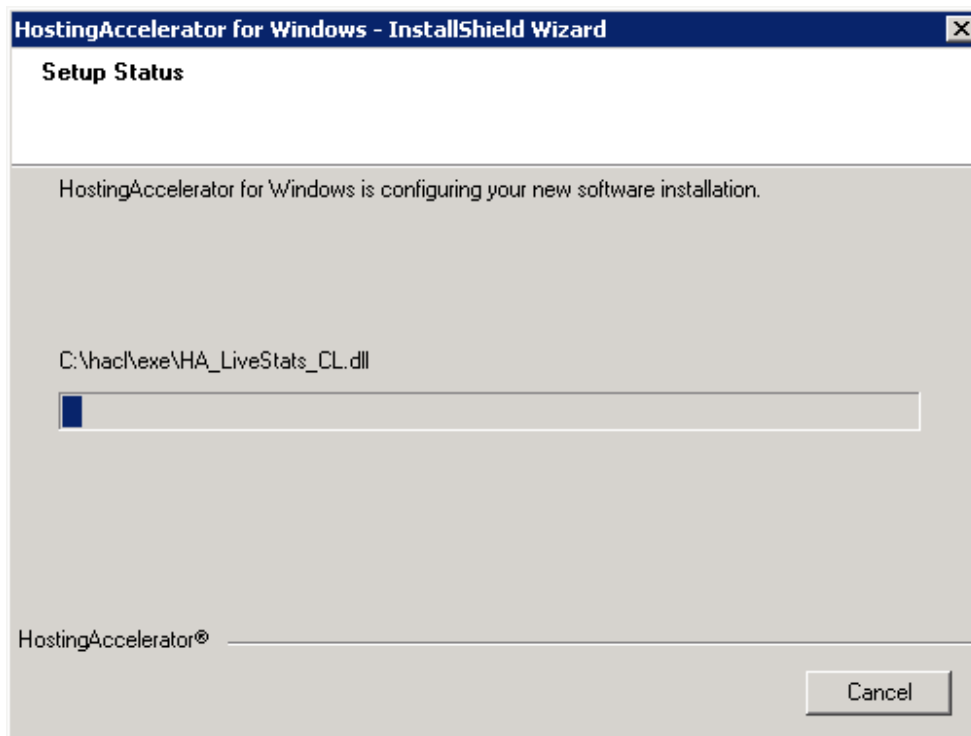 HostingAccelerator for Windows - InstallShield Wizard
Setup Status
HostingAccelerator for Windows is configuring your new software installation.
C:\hacl\exe\HA_LiveStats_CL.dll
HostingAccelerator®
Cancel